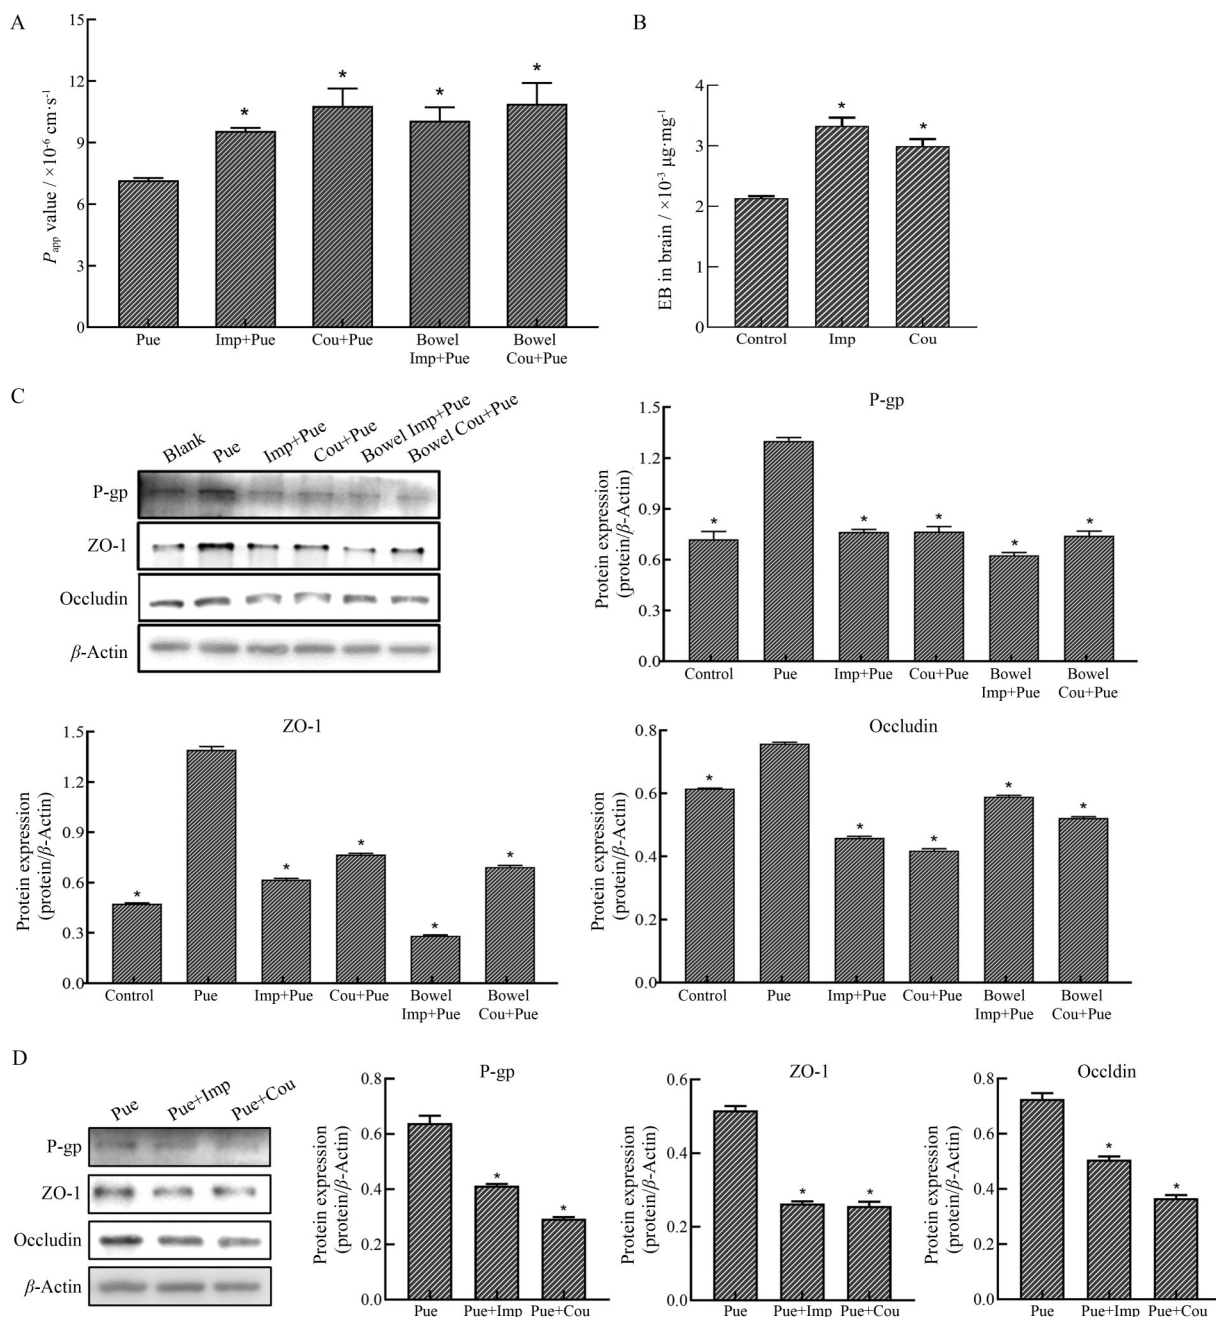 A
15
12
9
6
3
0
P app value / ×10⁻⁶ cm·s⁻¹
*
*
*
*
Pue
Imp+Pue
Cou+Pue
Bowel
Imp+Pue
Bowel
Cou+Pue
B
4
3
2
1
0
EB in brain / ×10⁻³ μg·mg⁻¹
*
*
Control
Imp
Cou
C
Blank
Pue
Imp+Pue
Cou+Pue
Bowel Imp+Pue
Bowel Cou+Pue
P-gp
ZO-1
Occludin
β-Actin
P-gp
1.5
1.2
0.9
0.6
0.3
0.0
Protein expression
(protein/β-Actin)
*
*
*
*
*
Control
Pue
Imp+Pue
Cou+Pue
Bowel
Imp+Pue
Bowel
Cou+Pue
ZO-1
1.5
1.2
0.9
0.6
0.3
0.0
Protein expression
(protein/β-Actin)
*
*
*
*
*
Control
Pue
Imp+Pue
Cou+Pue
Bowel
Imp+Pue
Bowel
Cou+Pue
Occludin
0.8
0.6
0.4
0.2
0.0
Protein expression
(protein/β-Actin)
*
*
*
*
*
Control
Pue
Imp+Pue
Cou+Pue
Bowel
Imp+Pue
Bowel
Cou+Pue
D
Pue
Pue+Imp
Pue+Cou
P-gp
ZO-1
Occludin
β-Actin
P-gp
0.8
0.6
0.4
0.2
0.0
Protein expression
(protein/β-Actin)
*
*
Pue
Pue+Imp
Pue+Cou
ZO-1
0.6
0.4
0.2
0.0
Protein expression
(protein/β-Actin)
*
*
Pue
Pue+Imp
Pue+Cou
Occldin
0.8
0.6
0.4
0.2
0.0
Protein expression
(protein/β-Actin)
*
*
Pue
Pue+Imp
Pue+Cou